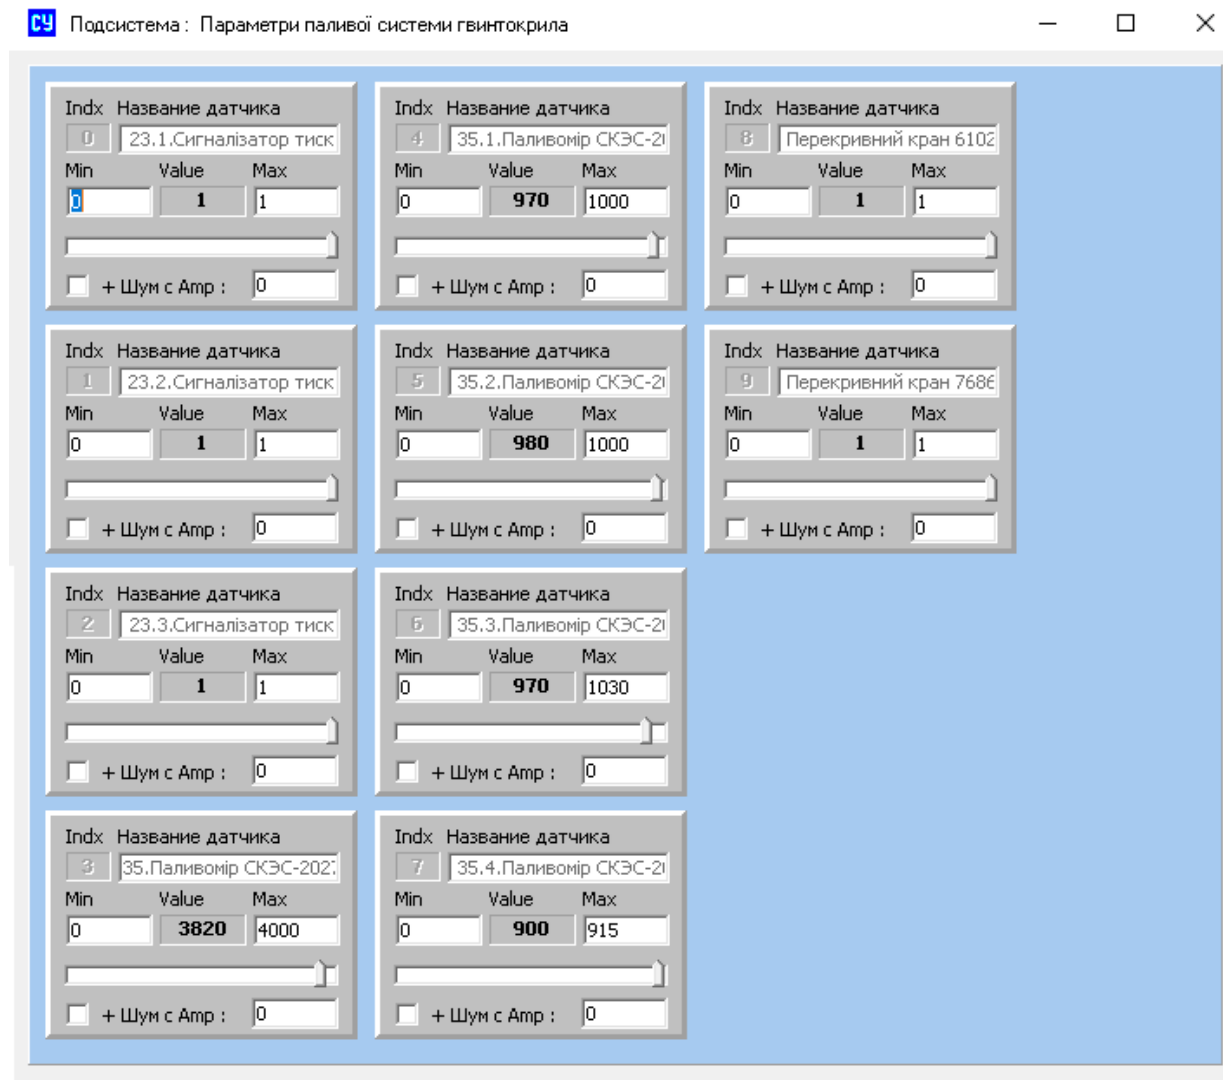 СУ Подсистема : Параметри паливої системи гвинтокрила
Indx Название датчика
0 23.1.Сигналізатор тиск
Min Value Max
0 1 1
+ Шум с Amp : 0
Indx Название датчика
1 23.2.Сигналізатор тиск
Min Value Max
0 1 1
+ Шум с Amp : 0
Indx Название датчика
2 23.3.Сигналізатор тиск
Min Value Max
0 1 1
+ Шум с Amp : 0
Indx Название датчика
3 35.Паливомір СКЭС-2027
Min Value Max
0 3820 4000
+ Шум с Amp : 0
Indx Название датчика
4 35.1.Паливомір СКЭС-20
Min Value Max
0 970 1000
+ Шум с Amp : 0
Indx Название датчика
5 35.2.Паливомір СКЭС-20
Min Value Max
0 980 1000
+ Шум с Amp : 0
Indx Название датчика
6 35.3.Паливомір СКЭС-20
Min Value Max
0 970 1030
+ Шум с Amp : 0
Indx Название датчика
7 35.4.Паливомір СКЭС-20
Min Value Max
0 900 915
+ Шум с Amp : 0
Indx Название датчика
8 Перекривний кран 6102
Min Value Max
0 1 1
+ Шум с Amp : 0
Indx Название датчика
9 Перекривний кран 7686
Min Value Max
0 1 1
+ Шум с Amp : 0